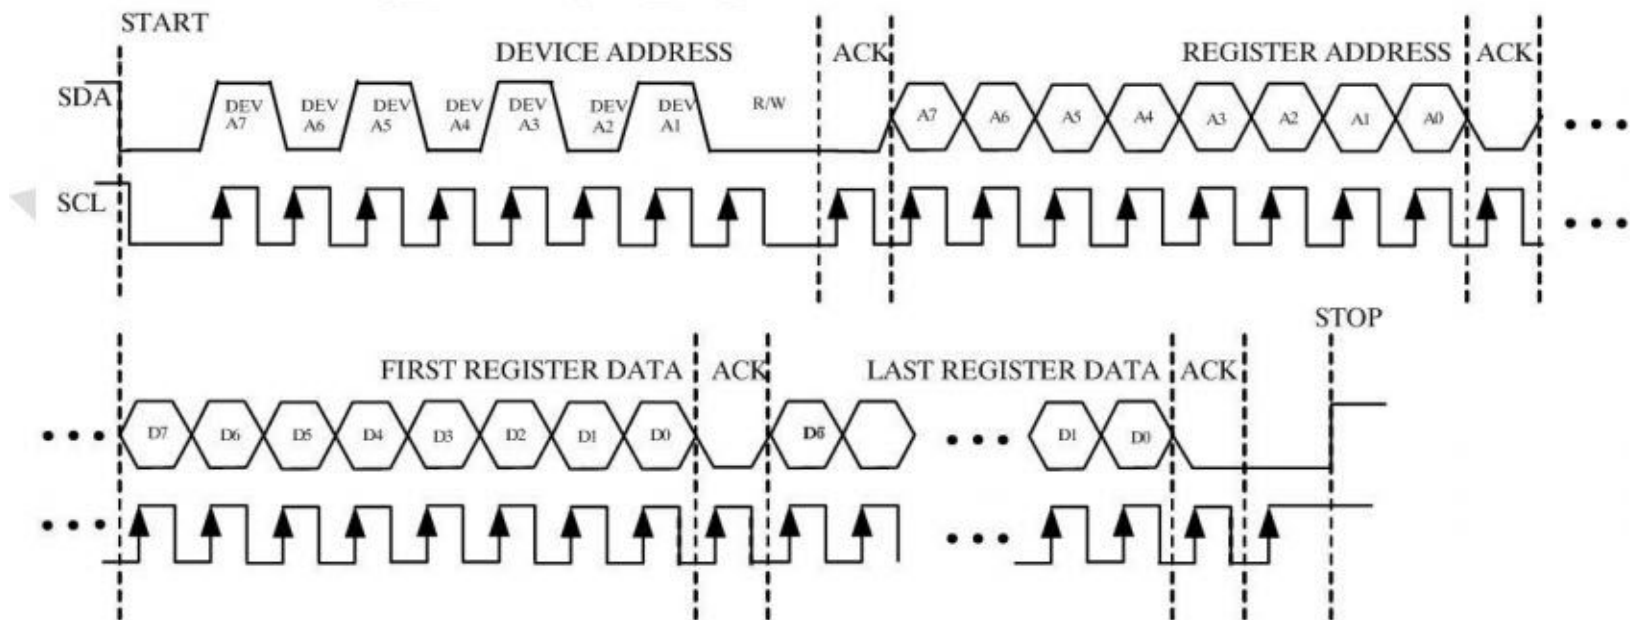 START
DEVICE ADDRESS ACK REGISTER ADDRESS ACK
SDA DEV A7 DEV A6 DEV A5 DEV A4 DEV A3 DEV A2 DEV A1 R/W A7 A6 A5 A4 A3 A2 A1 A0
SCL
STOP
FIRST REGISTER DATA ACK LAST REGISTER DATA ACK
D7 D6 D5 D4 D3 D2 D1 D0 D1 D0